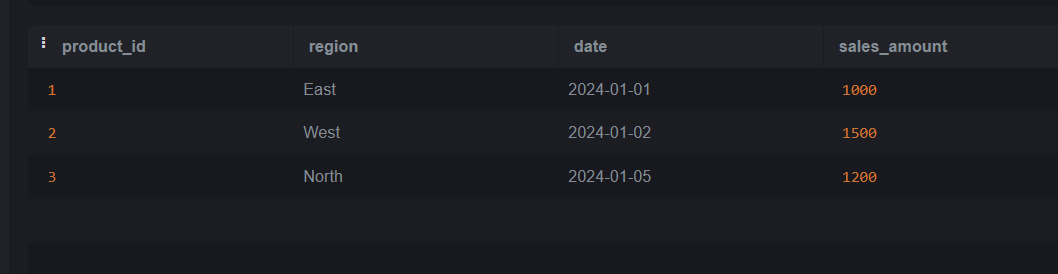 product_id region date sales_amount
1 East 2024-01-01 1000
2 West 2024-01-02 1500
3 North 2024-01-05 1200